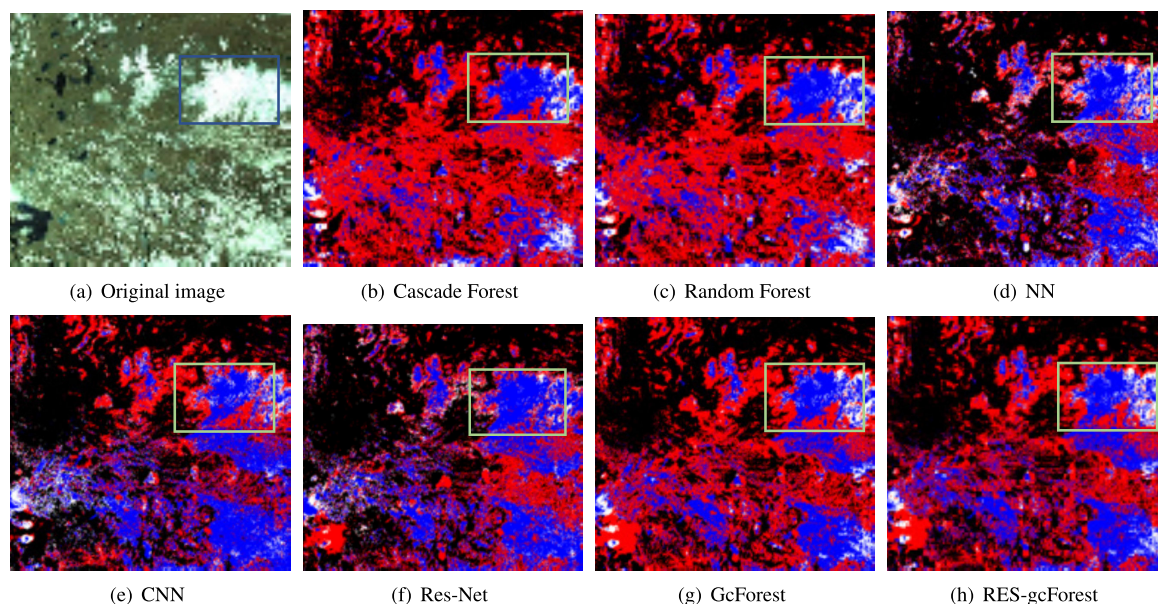 (a) Original image
(b) Cascade Forest
(c) Random Forest
(d) NN
(e) CNN
(f) Res-Net
(g) GcForest
(h) RES-gcForest